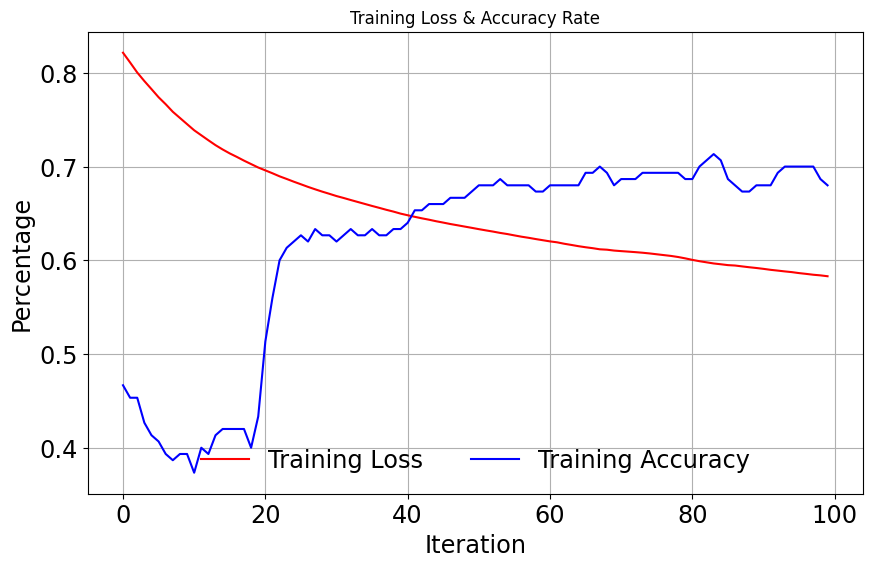 Training Loss & Accuracy Rate
Percentage
0.8
0.7
0.6
0.5
0.4
Training Loss
Training Accuracy
0 20 40 60 80 100
Iteration